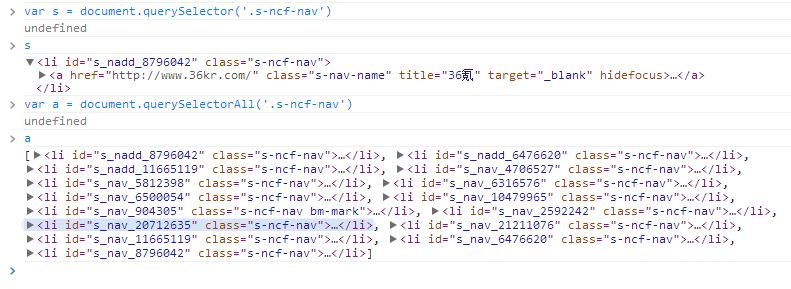 > var s = document.querySelector('.s-ncf-nav')
undefined
> s
▼<li id="s_nadd_8796042" class="s-ncf-nav">
▶<a href="http://www.36kr.com/" class="s-nav-name" title="36氪" target="_blank" hidefocus>…</a>
</li>
> var a = document.querySelectorAll('.s-ncf-nav')
undefined
> a
[▶<li id="s_nadd_8796042" class="s-ncf-nav">…</li>, ▶<li id="s_nadd_6476620" class="s-ncf-nav">…</li>,
▶<li id="s_nadd_11665119" class="s-ncf-nav">…</li>, ▶<li id="s_nav_4706527" class="s-ncf-nav">…</li>,
▶<li id="s_nav_5812398" class="s-ncf-nav">…</li>, ▶<li id="s_nav_6316576" class="s-ncf-nav">…</li>,
▶<li id="s_nav_6500054" class="s-ncf-nav">…</li>, ▶<li id="s_nav_10479965" class="s-ncf-nav">…</li>,
▶<li id="s_nav_904305" class="s-ncf-nav bm-mark">…</li>, ▶<li id="s_nav_2592242" class="s-ncf-nav">…</li>,
▶<li id="s_nav_20712635" class="s-ncf-nav">…</li>, ▶<li id="s_nav_21211076" class="s-ncf-nav">…</li>,
▶<li id="s_nav_11665119" class="s-ncf-nav">…</li>, ▶<li id="s_nav_6476620" class="s-ncf-nav">…</li>,
▶<li id="s_nav_8796042" class="s-ncf-nav">…</li>]
>